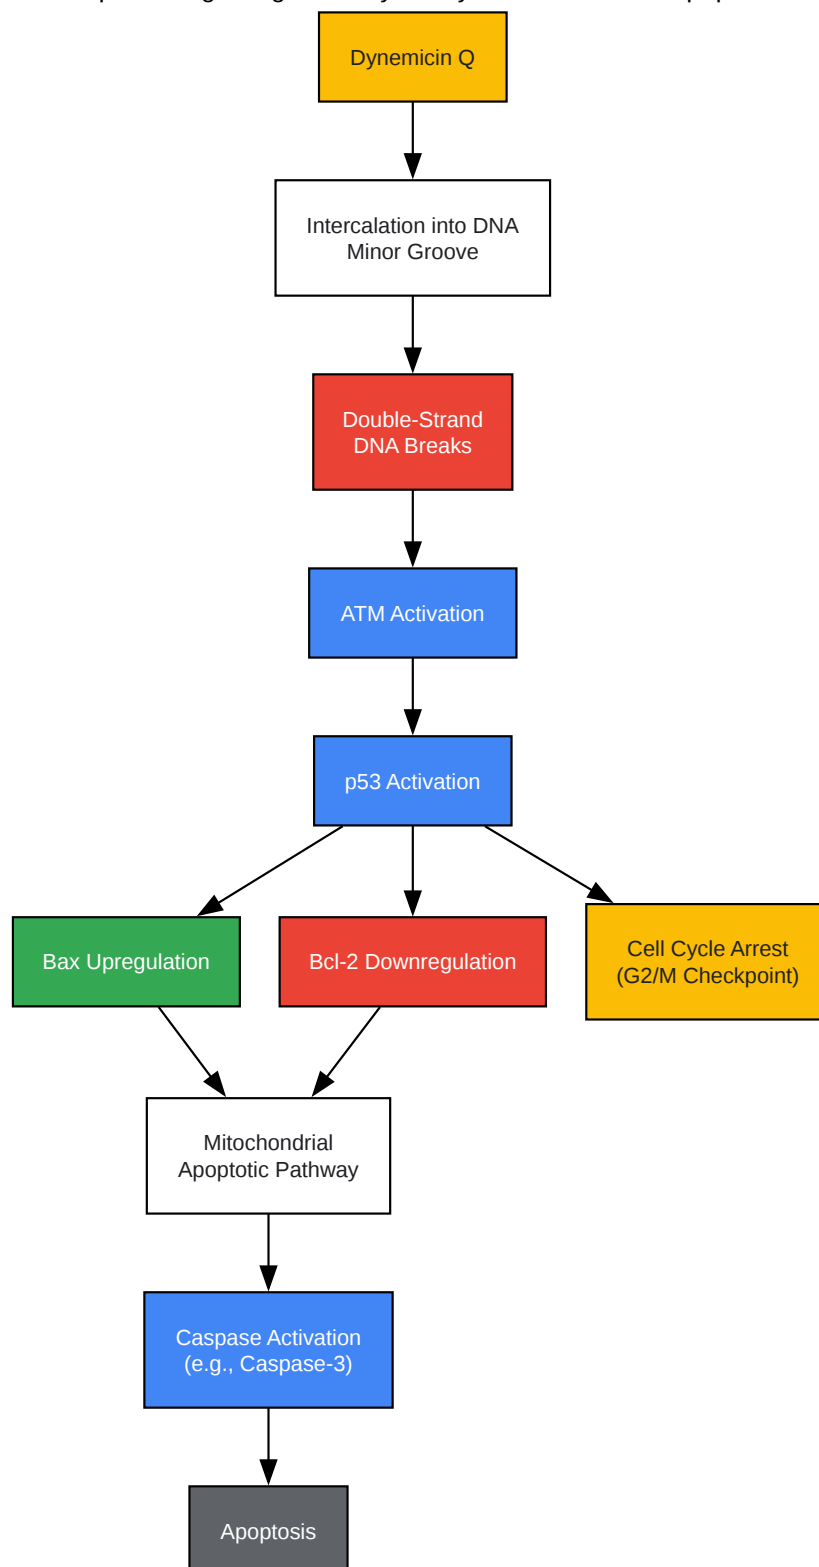 Dynemicin Q
Intercalation into DNA
Minor Groove
Double-Strand
DNA Breaks
ATM Activation
p53 Activation
Bax Upregulation
Bcl-2 Downregulation
Cell Cycle Arrest
(G2/M Checkpoint)
Mitochondrial
Apoptotic Pathway
Caspase Activation
(e.g., Caspase-3)
Apoptosis